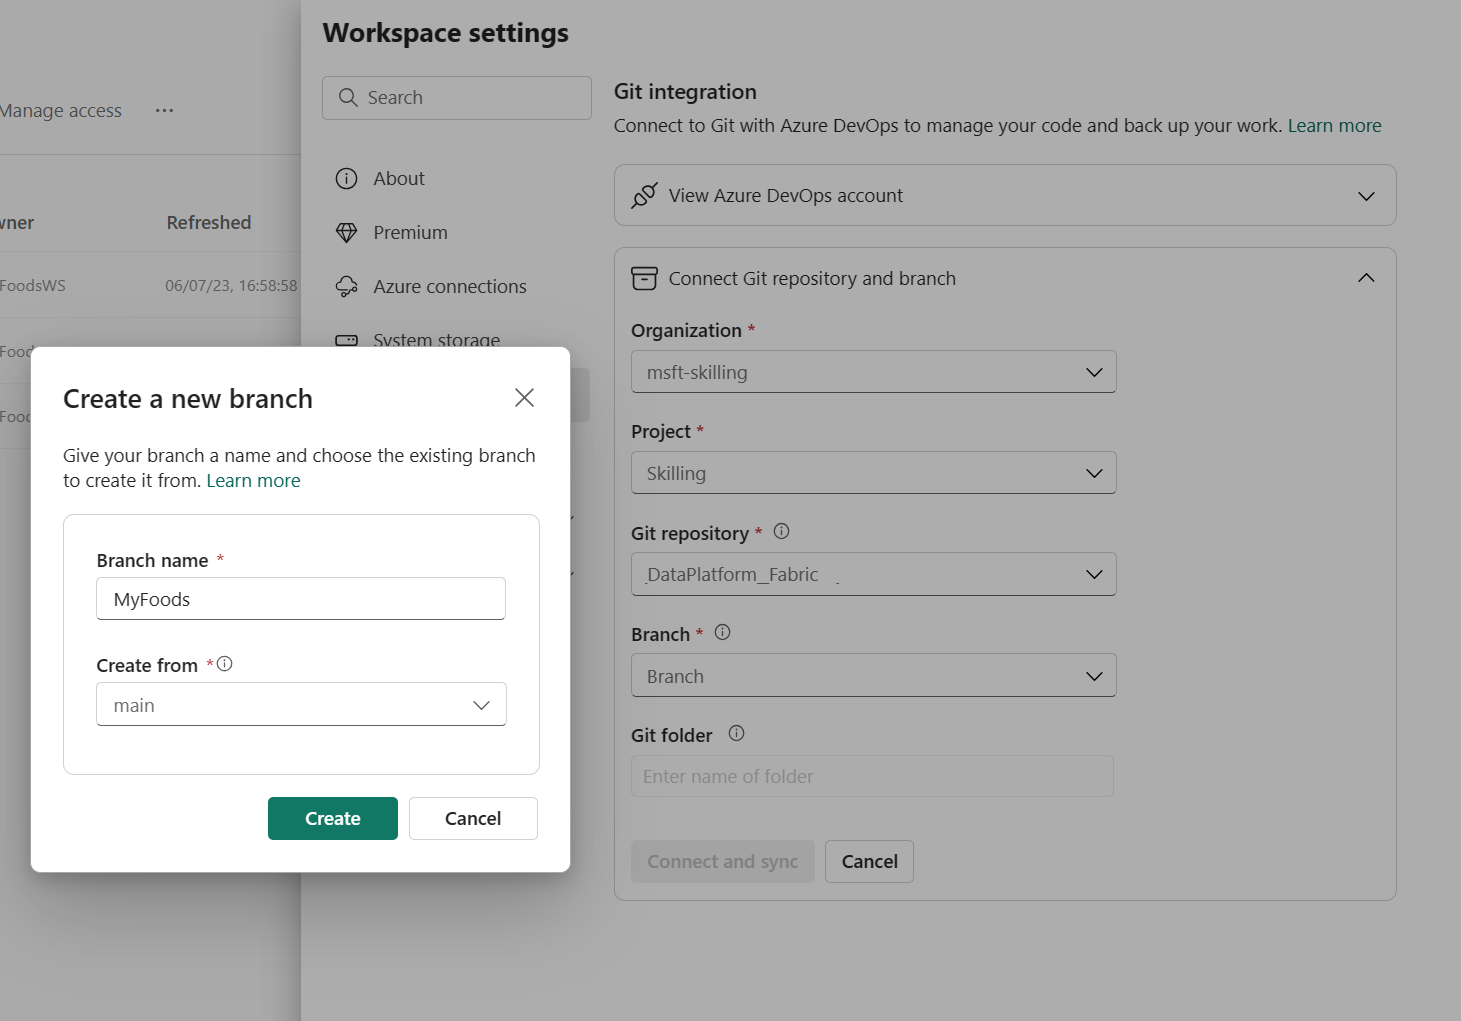 Workspace settings
Search
About
Premium
Azure connections
System storage
Manage access
Refreshed
FoodsWS
06/07/23, 16:58:58
Git integration
Connect to Git with Azure DevOps to manage your code and back up your work. Learn more
View Azure DevOps account
Connect Git repository and branch
Organization *
msft-skilling
Project *
Skilling
Git repository *
DataPlatform_Fabric
Branch *
Branch
Git folder
Enter name of folder
Connect and sync
Cancel
Create a new branch
Give your branch a name and choose the existing branch
to create it from. Learn more
Branch name *
MyFoods
Create from *
main
Create
Cancel